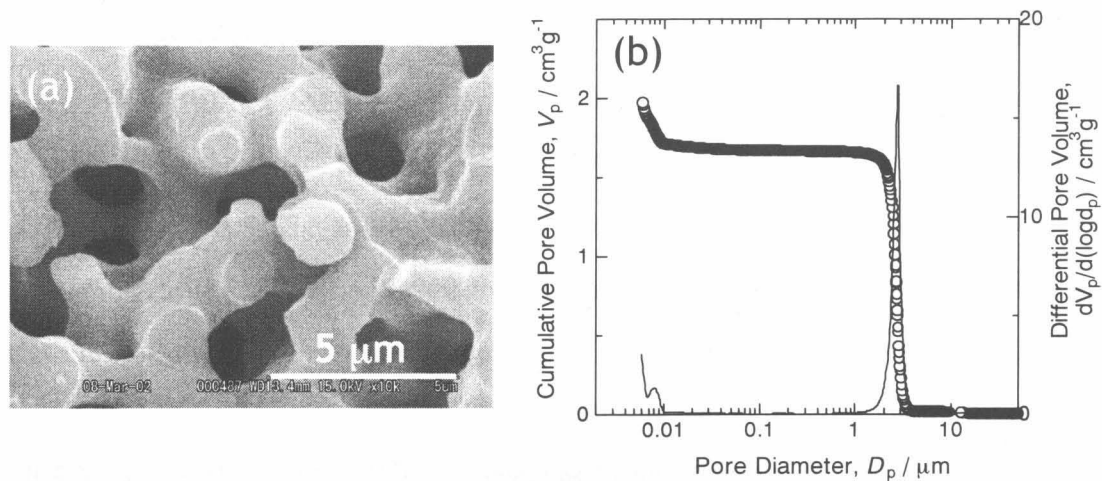 (a)
5 μm
08-Mar-02 000487 WD13.4mm 15.0kV x10k 5um
(b)
Cumulative Pore Volume, Vp / cm³g⁻¹
2
1
0
20
10
0
Differential Pore Volume,
dVp/d(logdp) / cm³g⁻¹
0.01 0.1 1 10
Pore Diameter, Dp / μm